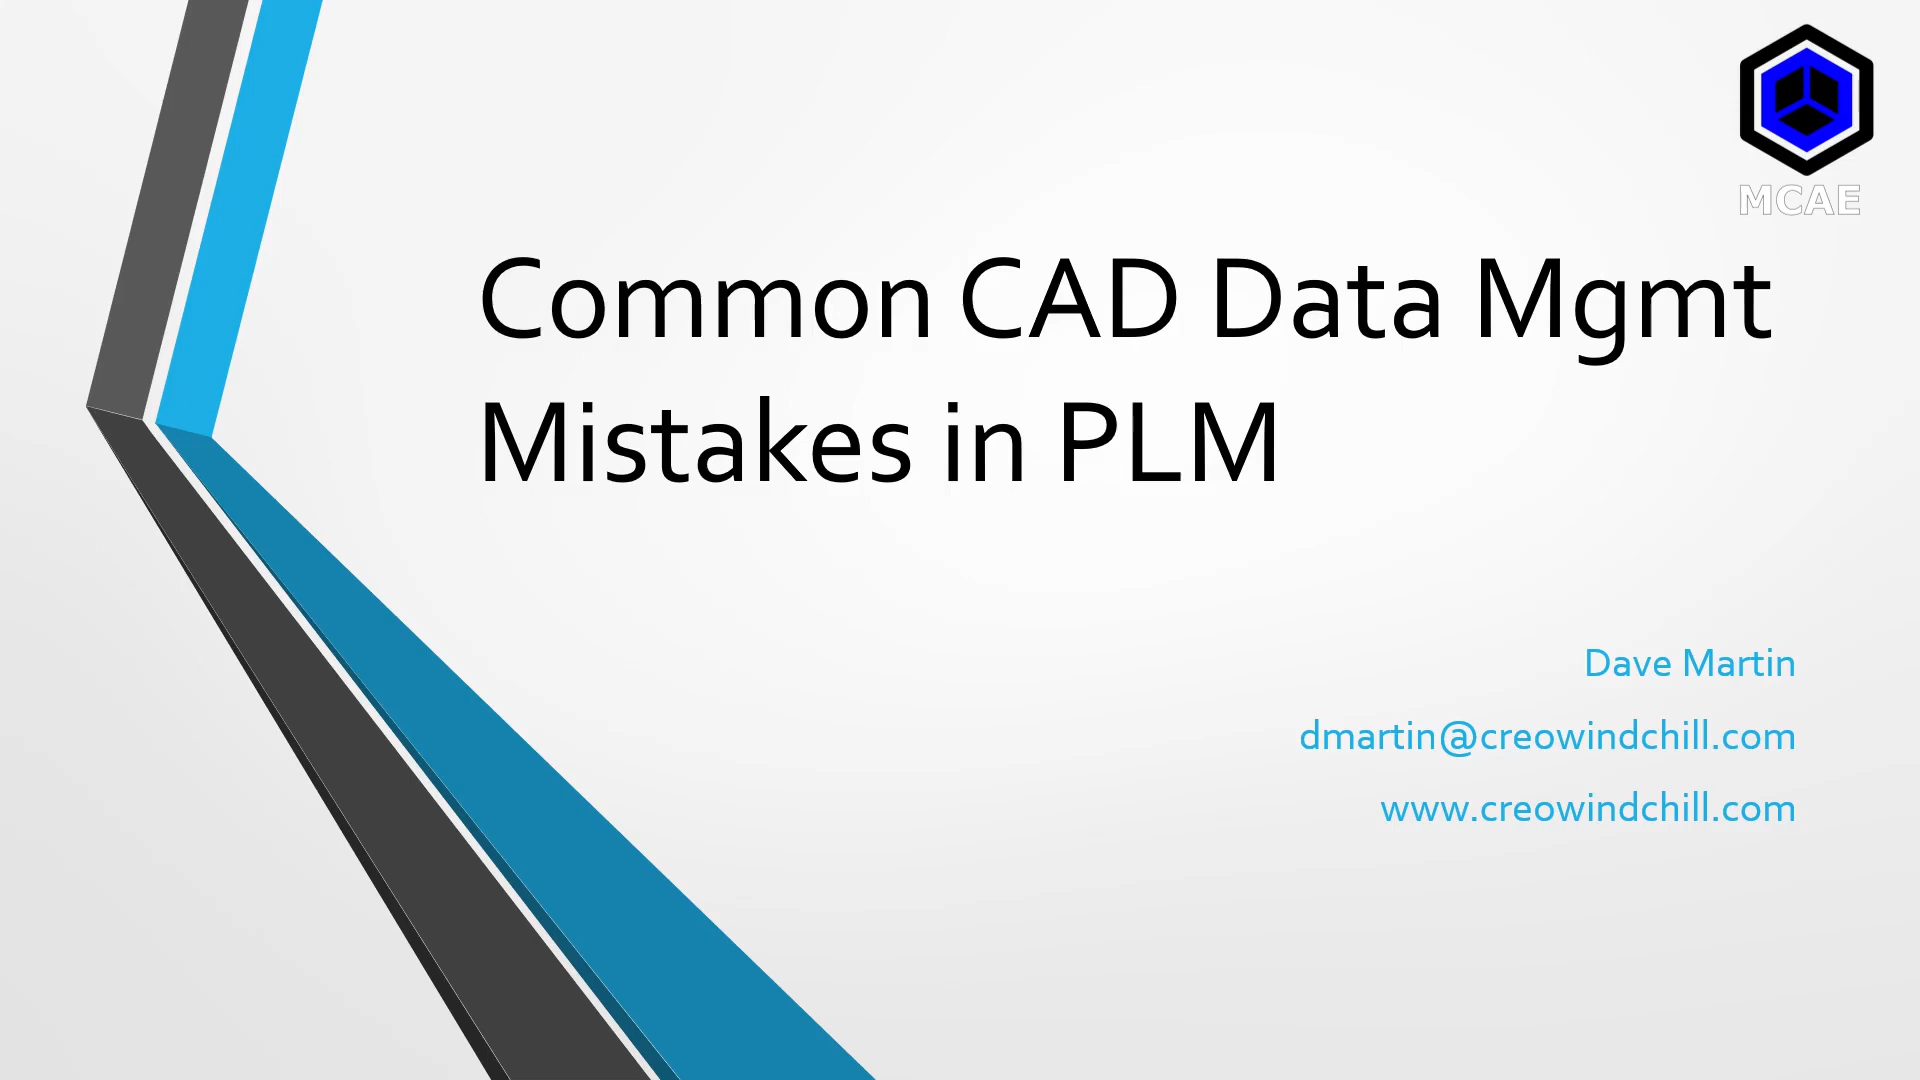 MCAE
Common CAD Data Mgmt
Mistakes in PLM
Dave Martin
dmartin@creowindchill.com
www.creowindchill.com